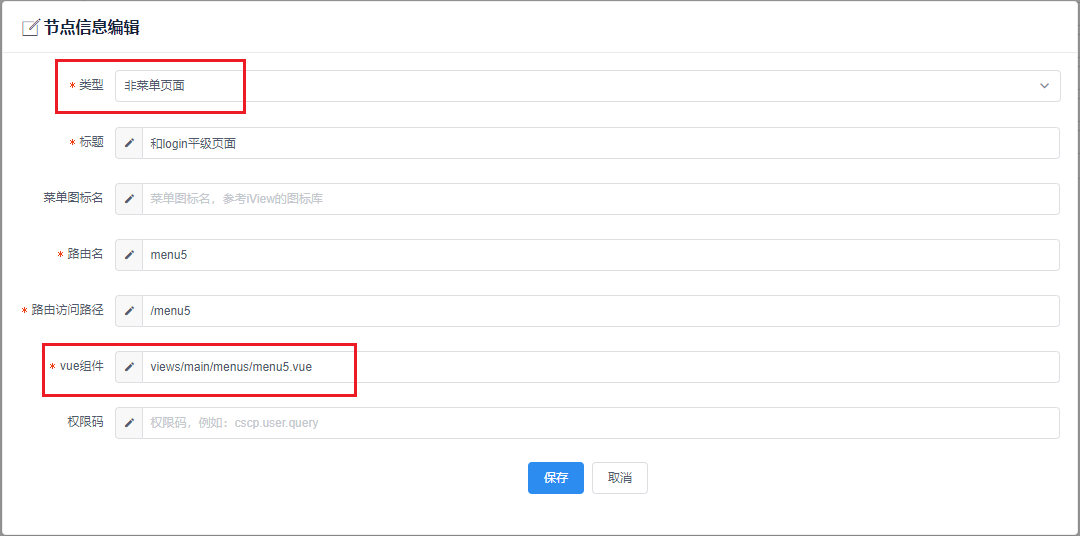 节点信息编辑
* 类型 非菜单页面
* 标题 和login平级页面
菜单图标名 菜单图标名，参考iView的图标库
* 路由名 menu5
* 路由访问路径 /menu5
* vue组件 views/main/menus/menu5.vue
权限码 权限码，例如：cscp.user.query
保存 取消